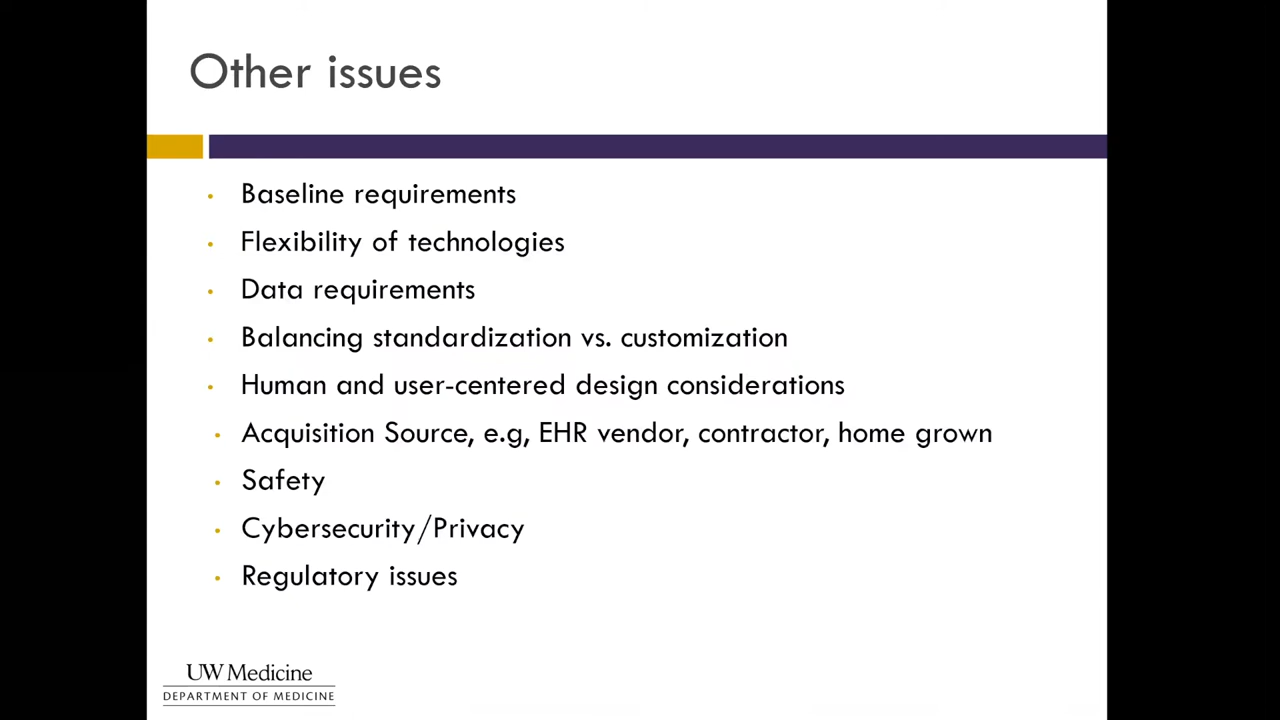 Other issues
• Baseline requirements
• Flexibility of technologies
• Data requirements
• Balancing standardization vs. customization
• Human and user-centered design considerations
• Acquisition Source, e.g, EHR vendor, contractor, home grown
• Safety
• Cybersecurity/Privacy
• Regulatory issues
UW Medicine
DEPARTMENT OF MEDICINE